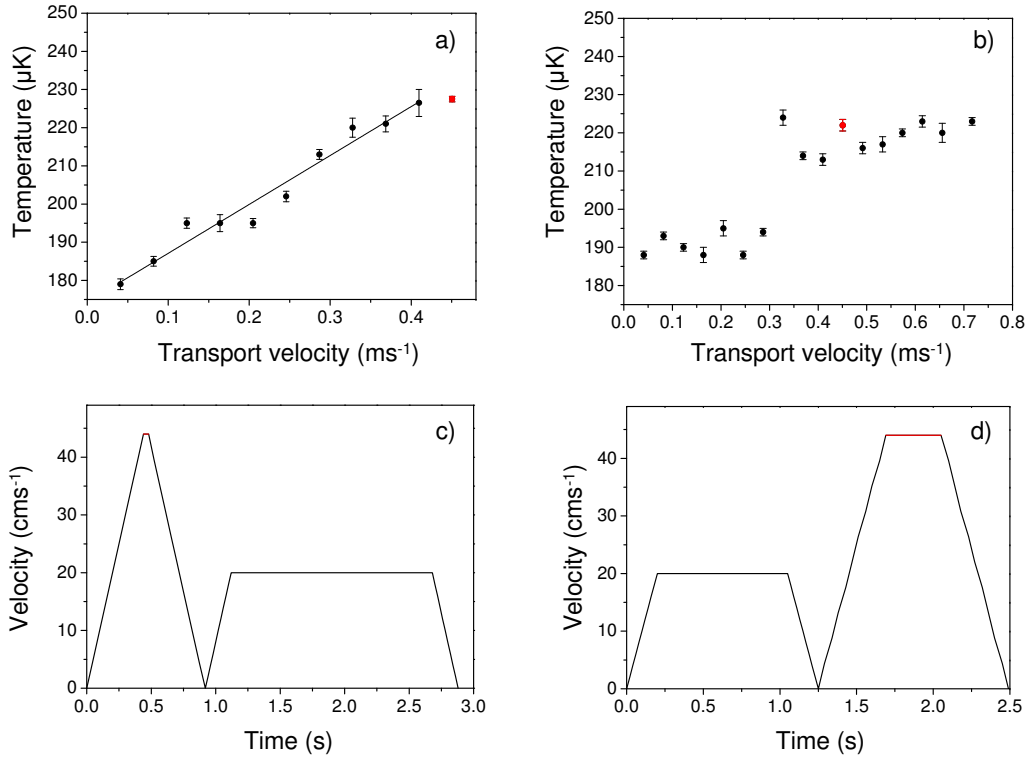 a)
250
240
230
220
210
200
190
180
Temperature (μK)
0.0 0.1 0.2 0.3 0.4
Transport velocity (ms⁻¹)
b)
250
240
230
220
210
200
190
180
Temperature (μK)
0.0 0.1 0.2 0.3 0.4 0.5 0.6 0.7 0.8
Transport velocity (ms⁻¹)
c)
40
30
20
10
0
Velocity (cms⁻¹)
0.0 0.5 1.0 1.5 2.0 2.5 3.0
Time (s)
d)
40
30
20
10
0
Velocity (cms⁻¹)
0.0 0.5 1.0 1.5 2.0 2.5
Time (s)